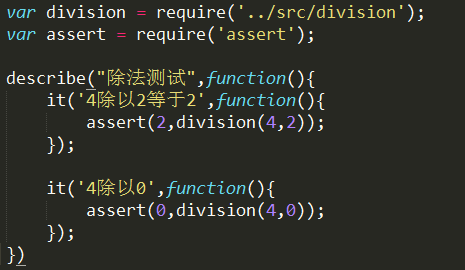 var division = require('../src/division');
var assert = require('assert');

describe("除法测试",function(){
    it('4除以2等于2',function(){
        assert(2,division(4,2));
    });

    it('4除以0',function(){
        assert(0,division(4,0));
    });
})